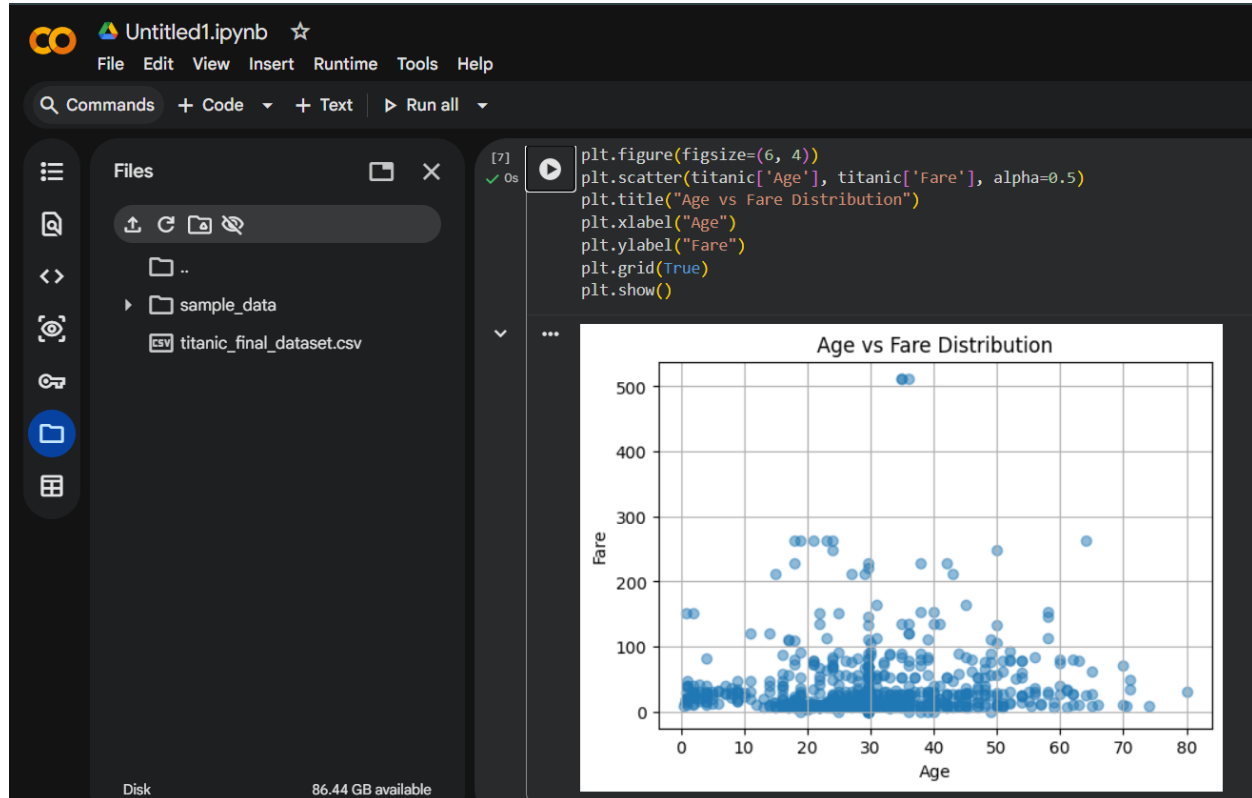 Untitled1.ipynb
File Edit View Insert Runtime Tools Help
Commands + Code + Text Run all
Files
..
sample_data
CSV titanic_final_dataset.csv
Disk 86.44 GB available
[7]
0s
plt.figure(figsize=(6, 4))
plt.scatter(titanic['Age'], titanic['Fare'], alpha=0.5)
plt.title("Age vs Fare Distribution")
plt.xlabel("Age")
plt.ylabel("Fare")
plt.grid(True)
plt.show()
Age vs Fare Distribution
Fare
500
400
300
200
100
0
0 10 20 30 40 50 60 70 80
Age